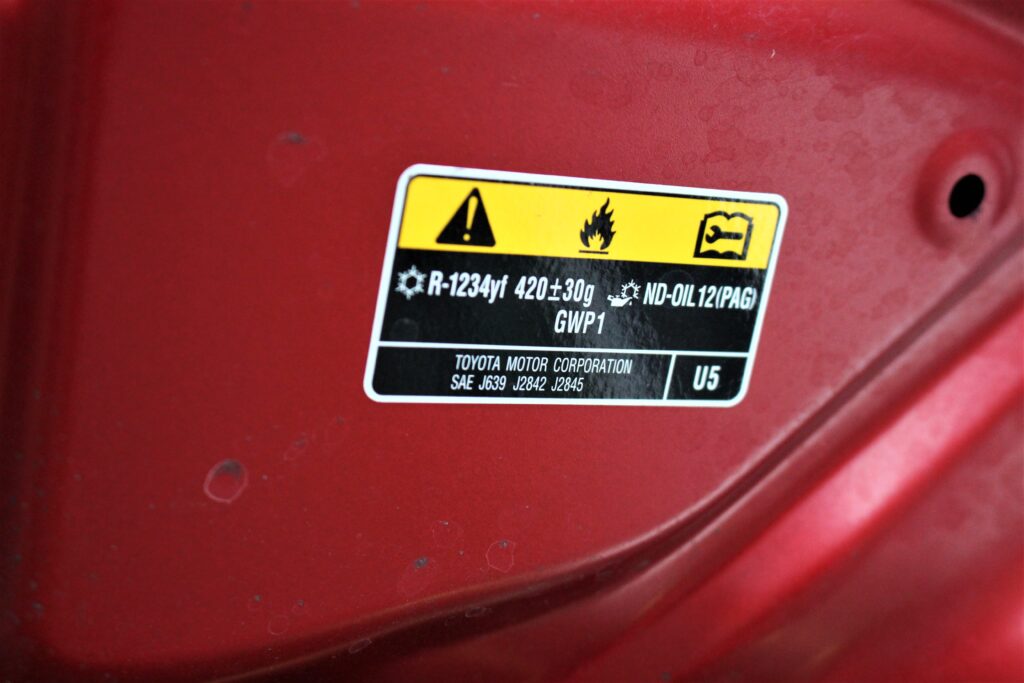 R-1234yf 420±30g ND-OIL12(PAG)
GWP1
TOYOTA MOTOR CORPORATION
SAE J639 J2842 J2845
U5